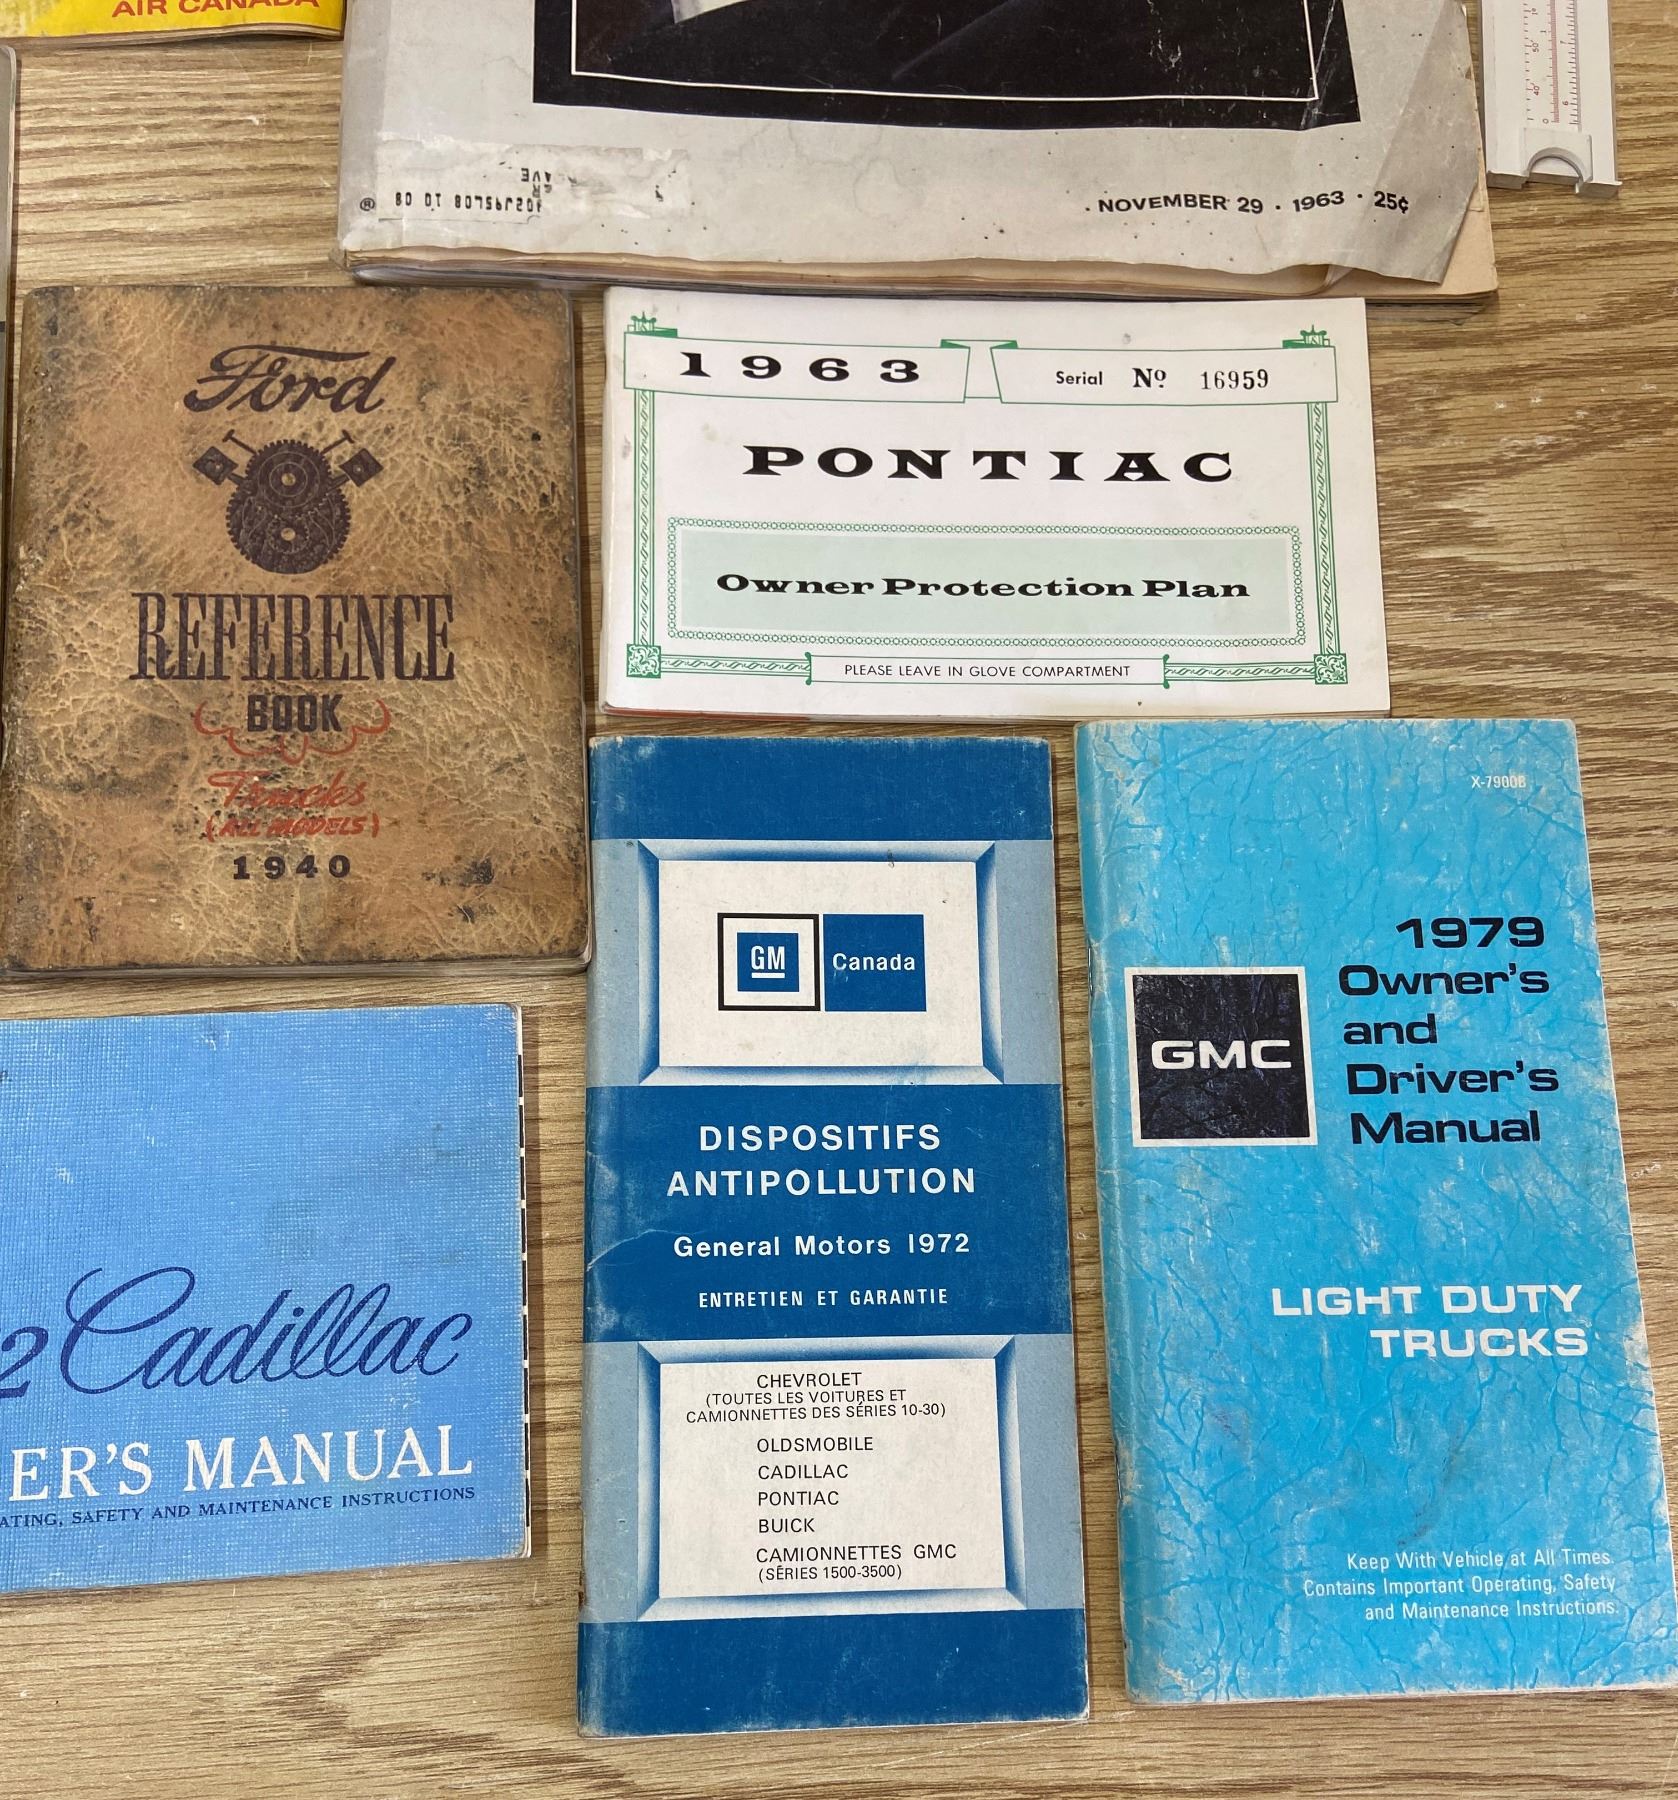 AIR CANADA
NOVEMBER 29 · 1963 · 25¢
AVE
®
Ford
REFERENCE
BOOK
Trucks
(ALL MODELS)
1940
1963
Serial Nº 16959
PONTIAC
Owner Protection Plan
PLEASE LEAVE IN GLOVE COMPARTMENT
GM Canada
DISPOSITIFS
ANTIPOLLUTION
General Motors 1972
ENTRETIEN ET GARANTIE
CHEVROLET
(TOUTES LES VOITURES ET
CAMIONNETTES DES SÉRIES 10-30)
OLDSMOBILE
CADILLAC
PONTIAC
BUICK
CAMIONNETTES GMC
(SÉRIES 1500-3500)
X-7900B
GMC
1979
Owner's
and
Driver's
Manual
LIGHT DUTY
TRUCKS
Keep With Vehicle at All Times.
Contains Important Operating, Safety
and Maintenance Instructions.
2 Cadillac
ER'S MANUAL
ATING, SAFETY AND MAINTENANCE INSTRUCTIONS